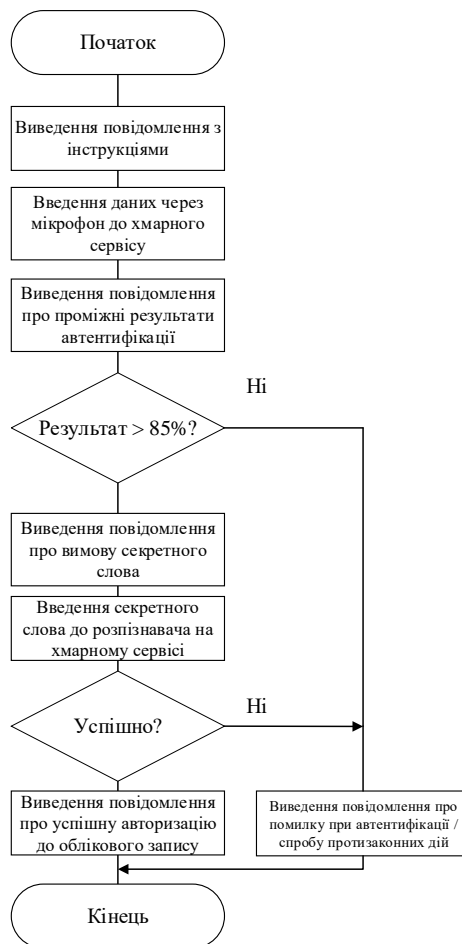 Початок
Виведення повідомлення з
інструкціями
Введення даних через
мікрофон до хмарного
сервісу
Виведення повідомлення
про проміжні результати
автентифікації
Ні
Результат > 85%?
Виведення повідомлення
про вимову секретного
слова
Введення секретного
слова до розпізнавача на
хмарному сервісі
Ні
Успішно?
Виведення повідомлення
про успішну авторизацію
до облікового запису
Виведення повідомлення про
помилку при автентифікації /
спробу протизаконних дій
Кінець